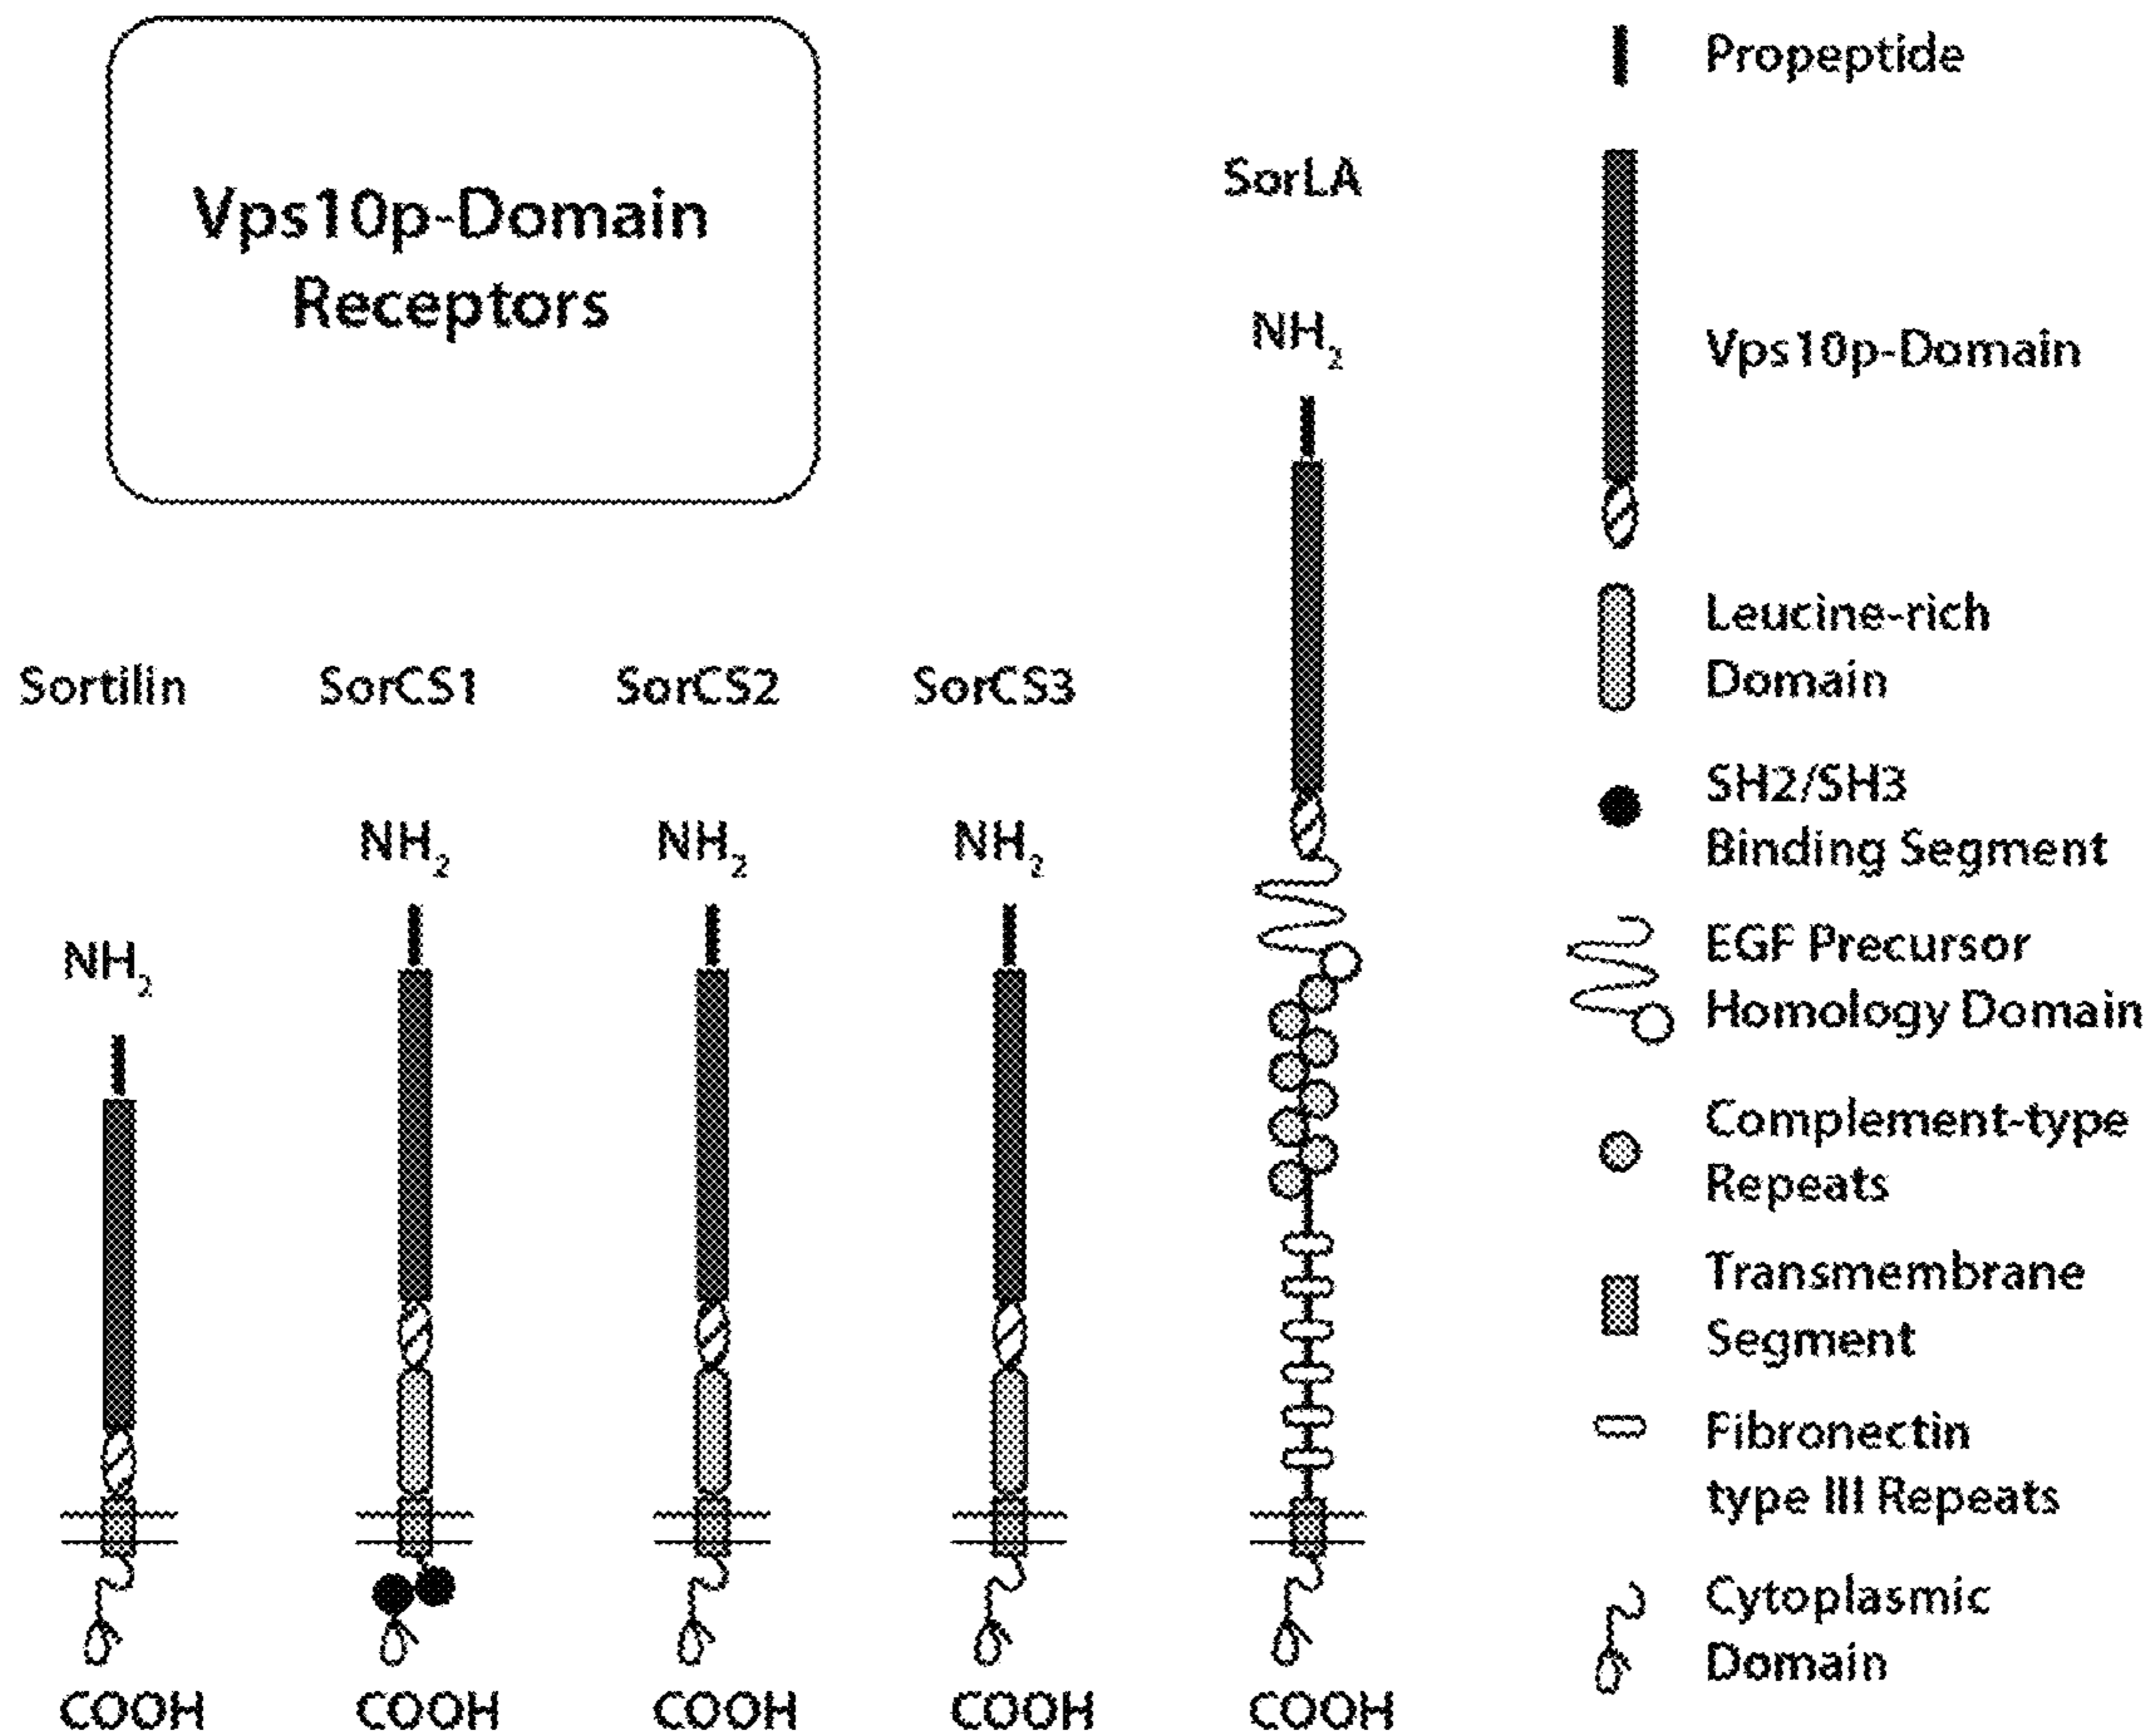 Vps10p-Domain
Receptors
Sortilin
SorCS1
SorCS2
SorCS3
SorLA
NH2
NH2
NH2
NH2
NH2
COOH
COOH
COOH
COOH
COOH
Propeptide
Vps10p-Domain
Leucine-rich
Domain
SH2/SH3
Binding Segment
EGF Precursor
Homology Domain
Complement-type
Repeats
Transmembrane
Segment
Fibronectin
type III Repeats
Cytoplasmic
Domain